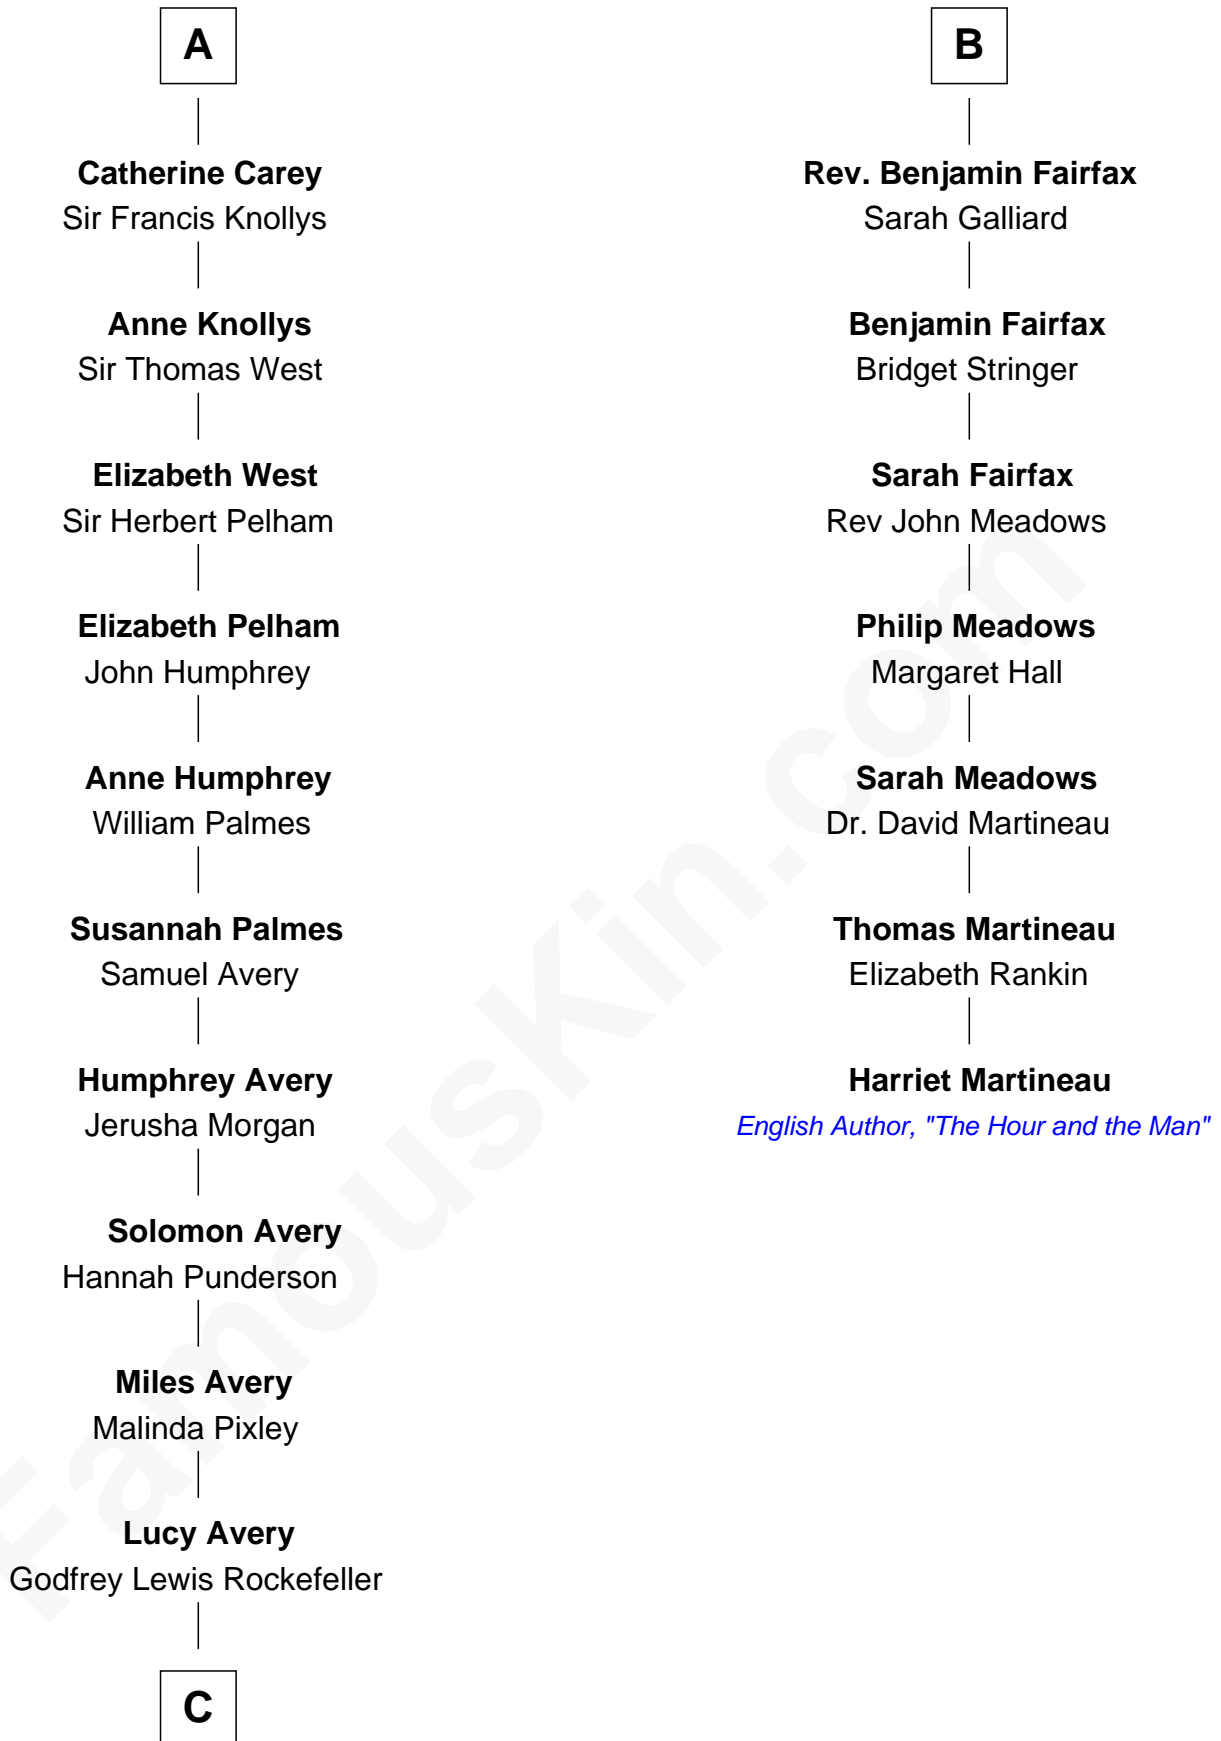 A
Catherine Carey
Sir Francis Knollys
Anne Knollys
Sir Thomas West
Elizabeth West
Sir Herbert Pelham
Elizabeth Pelham
John Humphrey
Anne Humphrey
William Palmes
Susannah Palmes
Samuel Avery
Humphrey Avery
Jerusha Morgan
Solomon Avery
Hannah Punderson
Miles Avery
Malinda Pixley
Lucy Avery
Godfrey Lewis Rockefeller
C
B
Rev. Benjamin Fairfax
Sarah Galliard
Benjamin Fairfax
Bridget Stringer
Sarah Fairfax
Rev John Meadows
Philip Meadows
Margaret Hall
Sarah Meadows
Dr. David Martineau
Thomas Martineau
Elizabeth Rankin
Harriet Martineau
English Author, "The Hour and the Man"
FamousKin.com